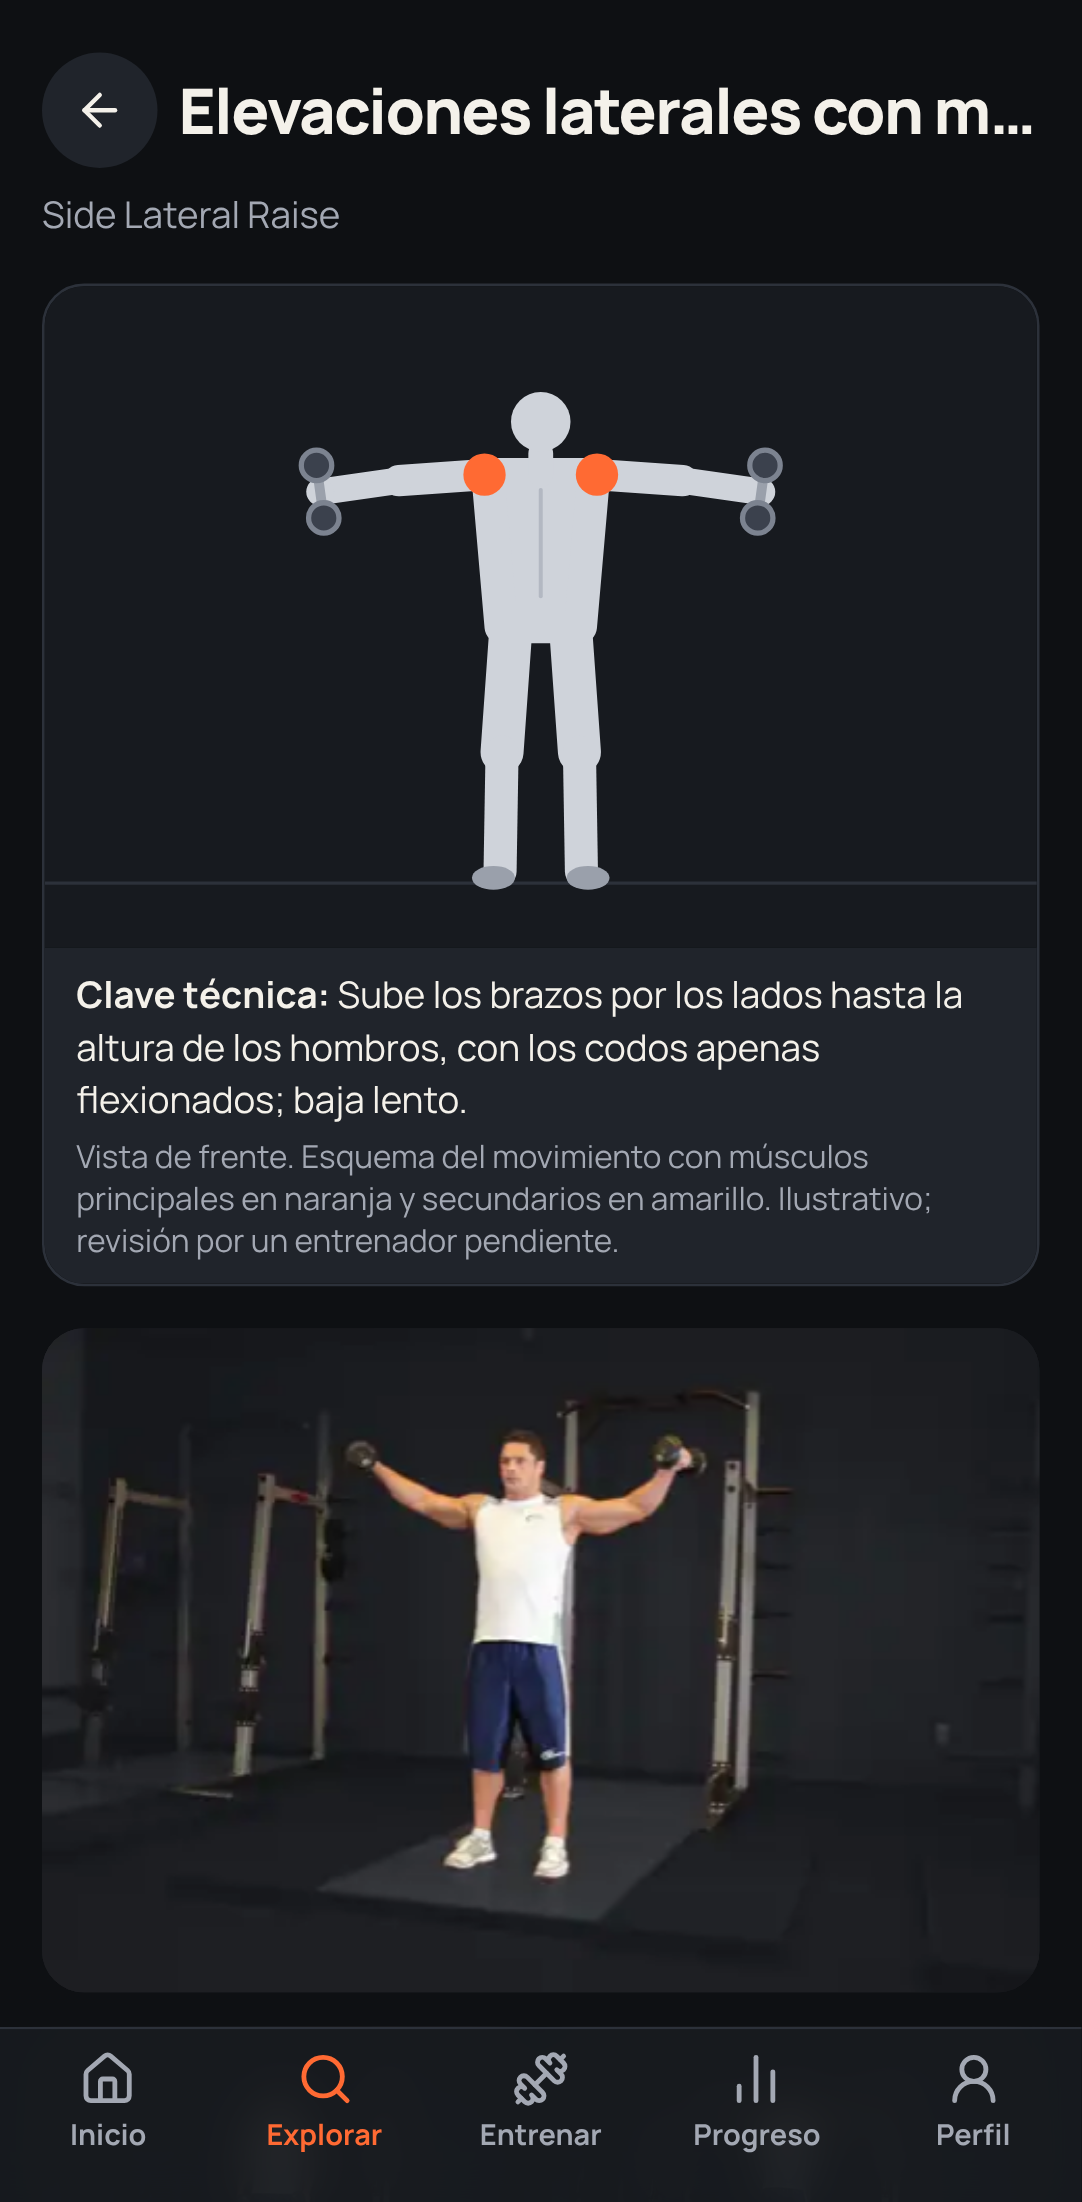 Elevaciones laterales con m...
Side Lateral Raise
Clave técnica: Sube los brazos por los lados hasta la
altura de los hombros, con los codos apenas
flexionados; baja lento.
Vista de frente. Esquema del movimiento con músculos
principales en naranja y secundarios en amarillo. Ilustrativo;
revisión por un entrenador pendiente.
Inicio
Explorar
Entrenar
Progreso
Perfil